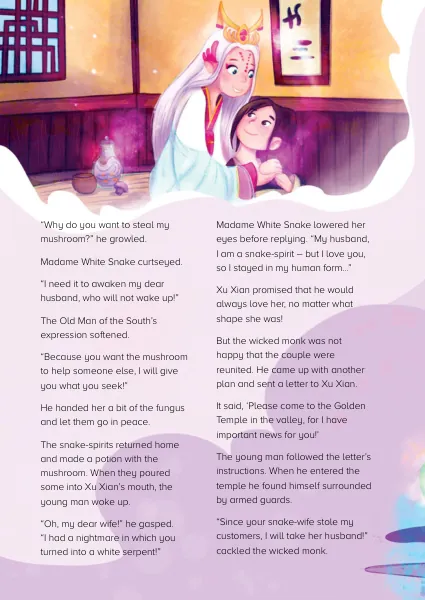 "Why do you want to steal my
mushroom?" he growled.
Madame White Snake curtseyed.
"I need it to awaken my dear
husband, who will not wake up!"
The Old Man of the South's
expression softened.
"Because you want the mushroom
to help someone else, I will give
you what you seek!"
He handed her a bit of the fungus
and let them go in peace.
The snake-spirits returned home
and made a potion with the
mushroom. When they poured
some into Xu Xian's mouth, the
young man woke up.
"Oh, my dear wife!" he gasped.
"I had a nightmare in which you
turned into a white serpent!"
Madame White Snake lowered her
eyes before replying. "My husband,
I am a snake-spirit – but I love you,
so I stayed in my human form..."
Xu Xian promised that he would
always love her, no matter what
shape she was!
But the wicked monk was not
happy that the couple were
reunited. He came up with another
plan and sent a letter to Xu Xian.
It said, 'Please come to the Golden
Temple in the valley, for I have
important news for you!'
The young man followed the letter's
instructions. When he entered the
temple he found himself surrounded
by armed guards.
"Since your snake-wife stole my
customers, I will take her husband!"
cackled the wicked monk.